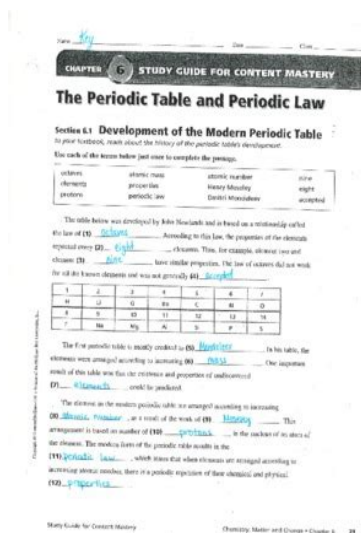 Name Key Date Class
CHAPTER 6 STUDY GUIDE FOR CONTENT MASTERY
The Periodic Table and Periodic Law
Section 6.1 Development of the Modern Periodic Table
In your textbook, reads about the history of the periodic table's development.
Use each of the terms below just once to complete the passage.
octaves atomic mass atomic number nine
elements properties Henry Moseley eight
protons periodic law Dmitri Mendeleev accepted
The table below was developed by John Newlands and is based on a relationship called
the law of (1) octaves . According to this law, the properties of the elements
repeated every (2) eight elements. Thus, for example, element two and
element (3) nine have similar properties. The law of octaves did not work
for all the known elements and was not generally (4) accepted
1 2 3 4 5 6 7
H Li G Bo C N O
8 9 10 11 12 13 14
F Na Mg Al Si P S
The first periodic table is mostly credited to (5) Mendeleev . In his table, the
elements were arranged according to increasing (6) mass . One important
result of this table was that the existence and properties of undiscovered
(7) elements could be predicted.
The element in the modern periodic table are arranged according to increasing
(8) atomic number , as a result of the work of (9) Moseley . This
arrangement is based on number of (10) protons in the nucleus of an atom of
the element. The modern form of the periodic table results in the
(11) periodic law , which states that when elements are arranged according to
increasing atomic number, there is a periodic repetition of their chemical and physical
(12) properties
Study Guide for Content Mastery Chemistry: Matter and Change • Chapter 6